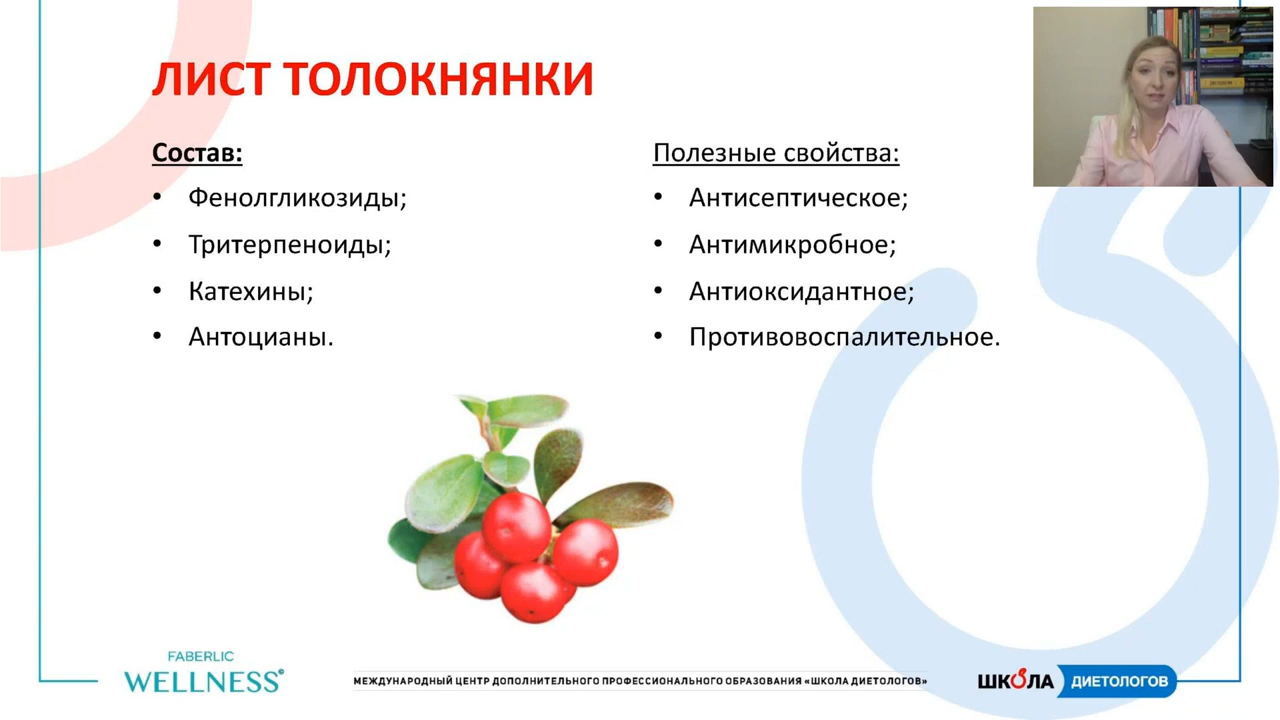 ЛИСТ ТОЛОКНЯНКИ
Состав:
• Фенолгликозиды;
• Тритерпеноиды;
• Катехины;
• Антоцианы.
Полезные свойства:
• Антисептическое;
• Антимикробное;
• Антиоксидантное;
• Противовоспалительное.
FABERLIC
WELLNESS
МЕЖДУНАРОДНЫЙ ЦЕНТР ДОПОЛНИТЕЛЬНОГО ПРОФЕССИОНАЛЬНОГО ОБРАЗОВАНИЯ «ШКОЛА ДИЕТОЛОГОВ»
ШКОЛА ДИЕТОЛОГОВ